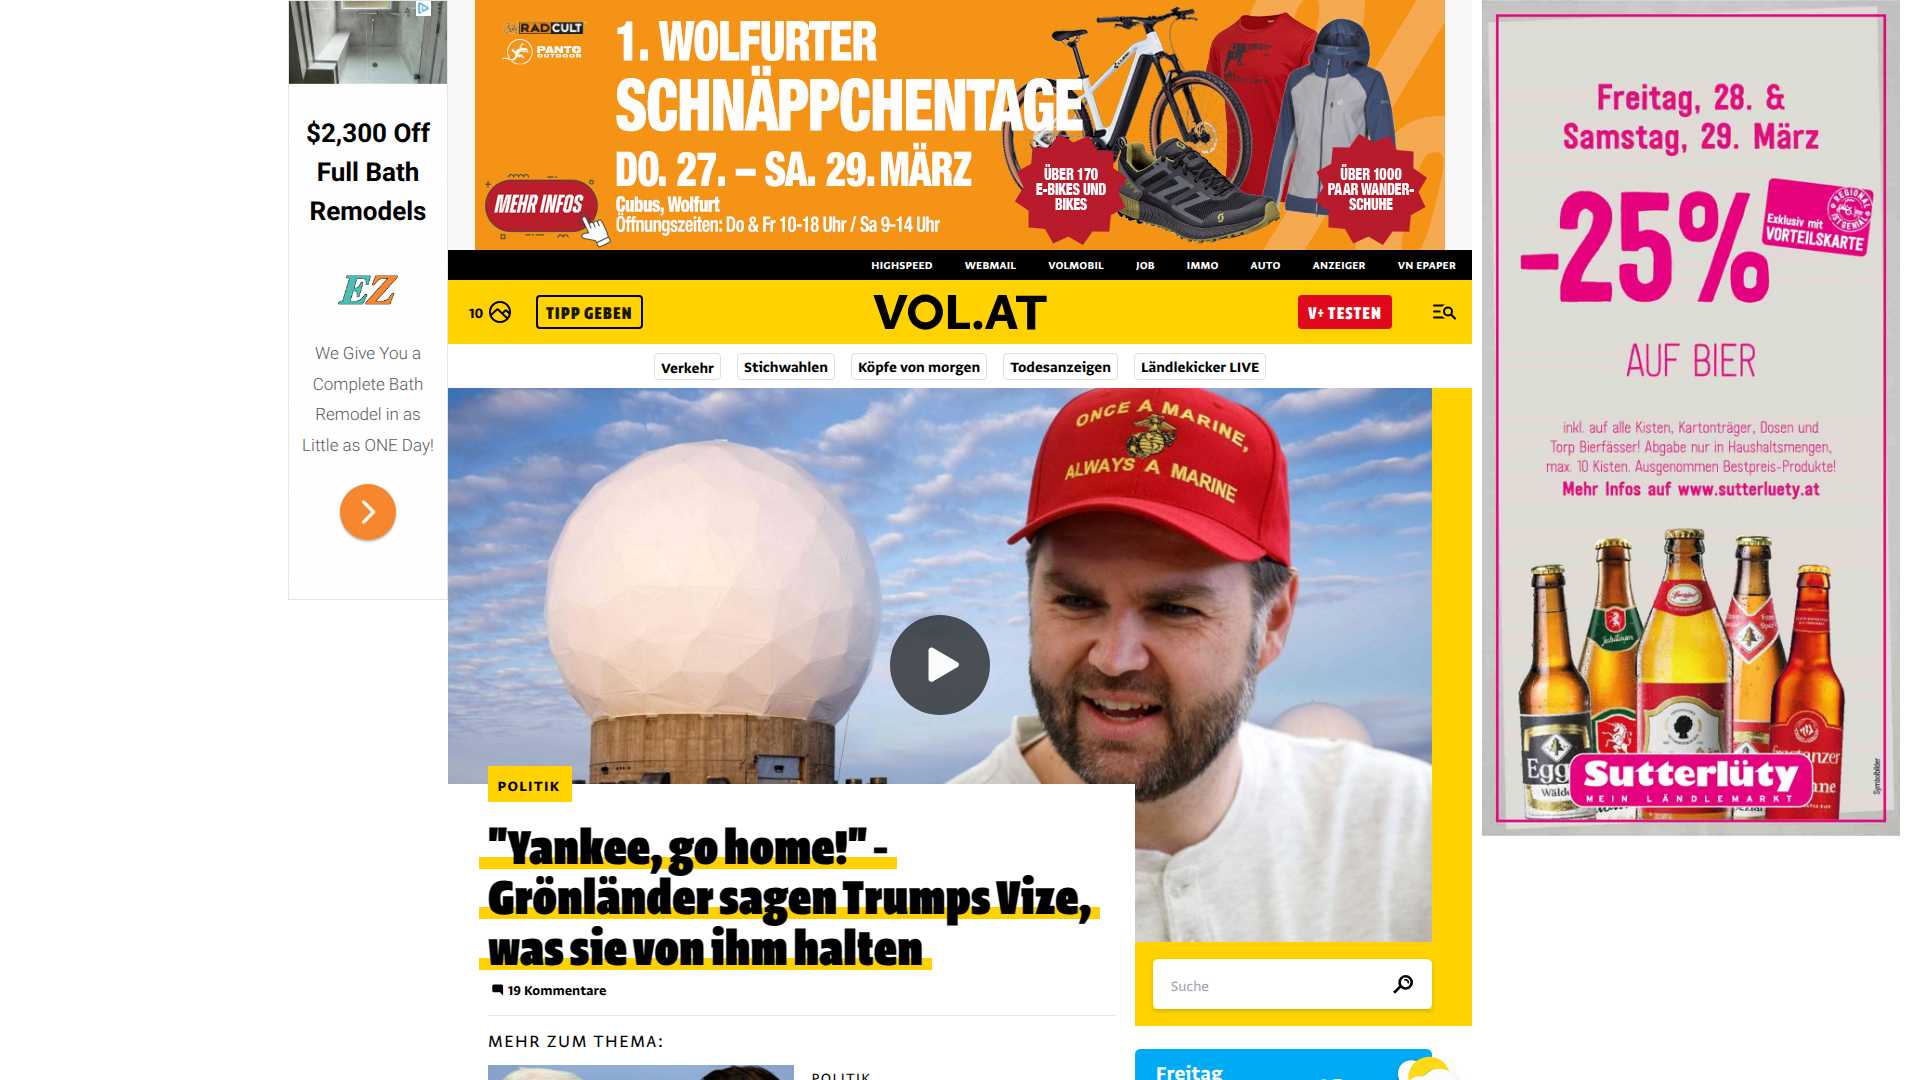 $2,300 Off
Full Bath
Remodels
EZ
We Give You a
Complete Bath
Remodel in as
Little as ONE Day!
RADCULT
PANTO
OUTDOOR
1. WOLFURTER
SCHNÄPPCHENTAGE
DO. 27. – SA. 29. MÄRZ
Cubus, Wolfurt
Öffnungszeiten: Do & Fr 10-18 Uhr / Sa 9-14 Uhr
MEHR INFOS
ÜBER 170
E-BIKES UND
BIKES
ÜBER 1000
PAAR WANDER-
SCHUHE
HIGHSPEED WEBMAIL VOLMOBIL JOB IMMO AUTO ANZEIGER VN EPAPER
10 TIPP GEBEN VOL.AT V+ TESTEN
Verkehr Stichwahlen Köpfe von morgen Todesanzeigen Ländlekicker LIVE
ONCE A MARINE,
ALWAYS A MARINE
POLITIK
"Yankee, go home!" -
Grönländer sagen Trumps Vize,
was sie von ihm halten
19 Kommentare
MEHR ZUM THEMA:
POLITIK
Suche
Freitag
Freitag, 28. &
Samstag, 29. März
-25%
REGIONAL
IST GENIAL
Exklusiv mit
VORTEILSKARTE
AUF BIER
inkl. auf alle Kisten, Kartonträger, Dosen und
Torp Bierfässer! Abgabe nur in Haushaltsmengen,
max. 10 Kisten. Ausgenommen Bestpreis-Produkte!
Mehr Infos auf www.sutterluety.at
Egg
Wälde
Sutterlüty
MEIN LÄNDLEMARKT
Symbolbilder